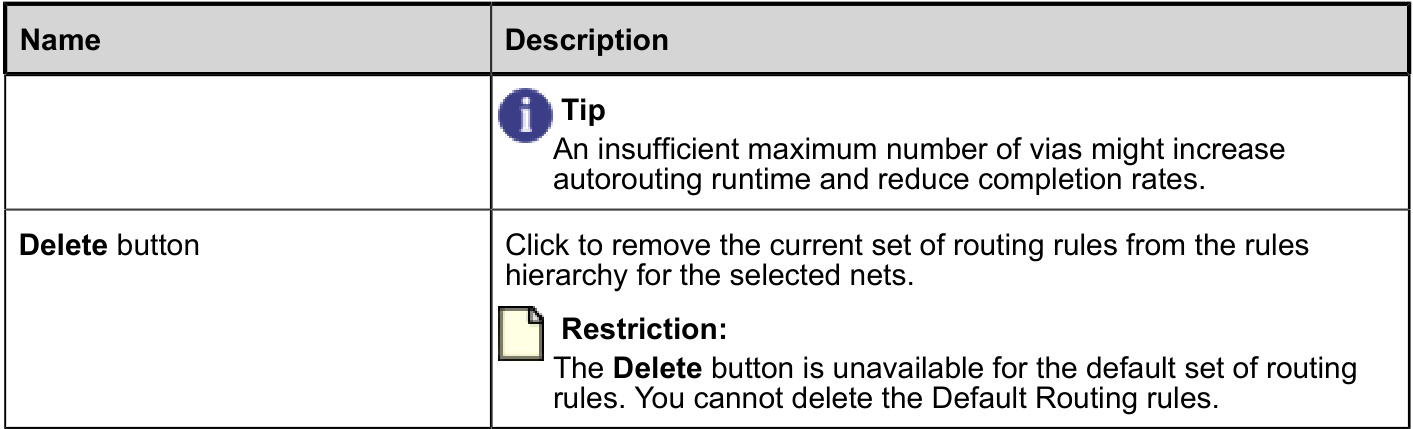 Name Description
Tip
An insufficient maximum number of vias might increase
autorouting runtime and reduce completion rates.
Delete button Click to remove the current set of routing rules from the rules
hierarchy for the selected nets.
Restriction:
The Delete button is unavailable for the default set of routing
rules. You cannot delete the Default Routing rules.